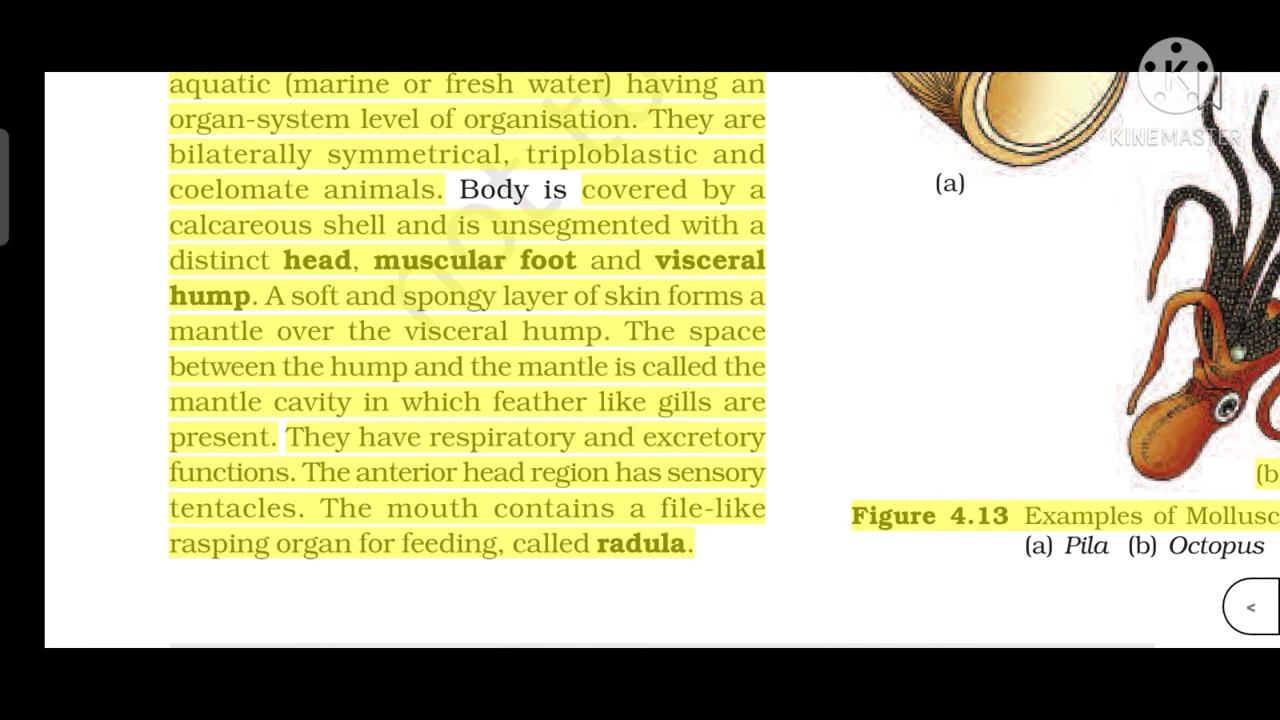 aquatic (marine or fresh water) having an
organ-system level of organisation. They are
bilaterally symmetrical, triploblastic and
coelomate animals. Body is covered by a
calcareous shell and is unsegmented with a
distinct head, muscular foot and visceral
hump. A soft and spongy layer of skin forms a
mantle over the visceral hump. The space
between the hump and the mantle is called the
mantle cavity in which feather like gills are
present. They have respiratory and excretory
functions. The anterior head region has sensory
tentacles. The mouth contains a file-like
rasping organ for feeding, called radula.
not to
K
KINEMASTER
(a)
(b
Figure 4.13 Examples of Mollusc
(a) Pila (b) Octopus
<